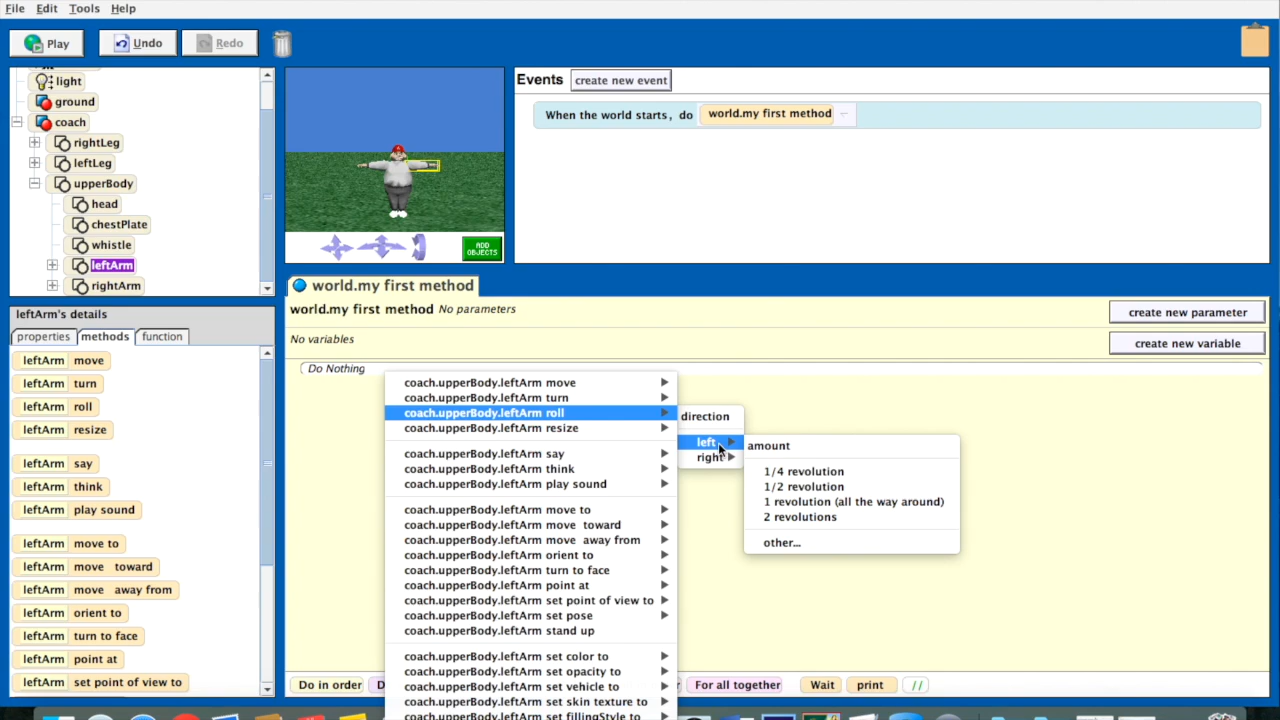 File Edit Tools Help
Play Undo Redo
light
ground
coach
rightLeg
leftLeg
upperBody
head
chestPlate
whistle
leftArm
rightArm
ADD OBJECTS
Events create new event
When the world starts, do world.my first method
leftArm's details
properties methods function
leftArm move
leftArm turn
leftArm roll
leftArm resize
leftArm say
leftArm think
leftArm play sound
leftArm move to
leftArm move toward
leftArm move away from
leftArm orient to
leftArm turn to face
leftArm point at
leftArm set point of view to
world.my first method
world.my first method No parameters
create new parameter
No variables
create new variable
Do Nothing
coach.upperBody.leftArm move
coach.upperBody.leftArm turn
coach.upperBody.leftArm roll
coach.upperBody.leftArm resize
coach.upperBody.leftArm say
coach.upperBody.leftArm think
coach.upperBody.leftArm play sound
coach.upperBody.leftArm move to
coach.upperBody.leftArm move toward
coach.upperBody.leftArm move away from
coach.upperBody.leftArm orient to
coach.upperBody.leftArm turn to face
coach.upperBody.leftArm point at
coach.upperBody.leftArm set point of view to
coach.upperBody.leftArm set pose
coach.upperBody.leftArm stand up
coach.upperBody.leftArm set color to
coach.upperBody.leftArm set opacity to
coach.upperBody.leftArm set vehicle to
coach.upperBody.leftArm set skin texture to
coach.upperBody.leftArm set fillingStyle to
direction
left
right
amount
1/4 revolution
1/2 revolution
1 revolution (all the way around)
2 revolutions
other...
Do in order D For all together Wait print //